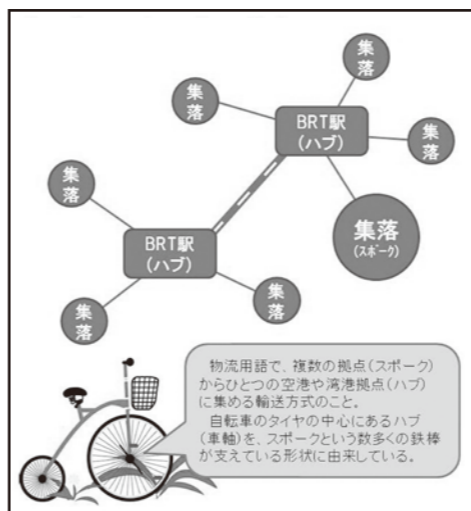 集落
集落
BRT駅
(ハブ)
集落
集落
BRT駅
(ハブ)
集落
(スポーク)
集落
集落
物流用語で、複数の拠点(スポーク)
からひとつの空港や湾港拠点(ハブ)
に集める輸送方式のこと。
自転車のタイヤの中心にあるハブ
(車軸)を、スポークという数多くの鉄棒
が支えている形状に由来している。